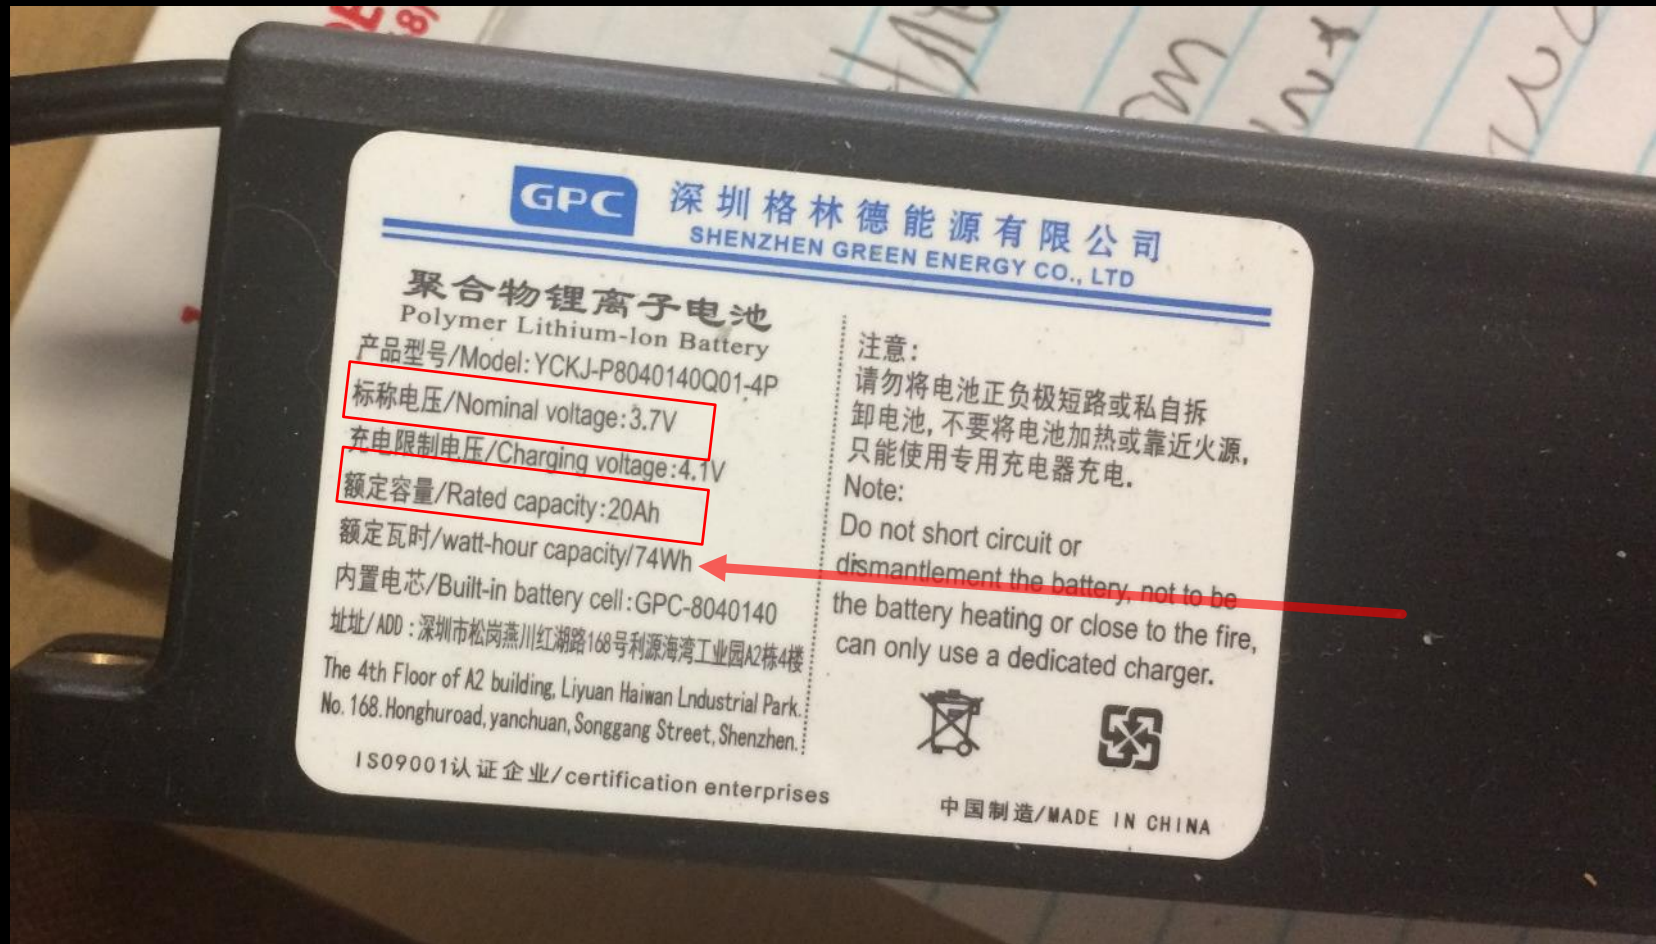 GPC
深圳格林德能源有限公司
SHENZHEN GREEN ENERGY CO., LTD
聚合物锂离子电池
Polymer Lithium-Ion Battery
产品型号/Model:YCKJ-P8040140Q01-4P
标称电压/Nominal voltage:3.7V
充电限制电压/Charging voltage:4.1V
额定容量/Rated capacity:20Ah
额定瓦时/watt-hour capacity/74Wh
内置电芯/Built-in battery cell:GPC-8040140
址址/ADD:深圳市松岗燕川红湖路168号利源海湾工业园A2栋4楼
The 4th Floor of A2 building, Liyuan Haiwan Lndustrial Park.
No.168.Honghuroad,yanchuan,Songgang Street,Shenzhen.
注意:
请勿将电池正负极短路或私自拆
卸电池,不要将电池加热或靠近火源,
只能使用专用充电器充电.
Note:
Do not short circuit or
dismantlement the battery, not to be
the battery heating or close to the fire,
can only use a dedicated charger.
ISO9001认证企业/certification enterprises
中国制造/MADE IN CHINA